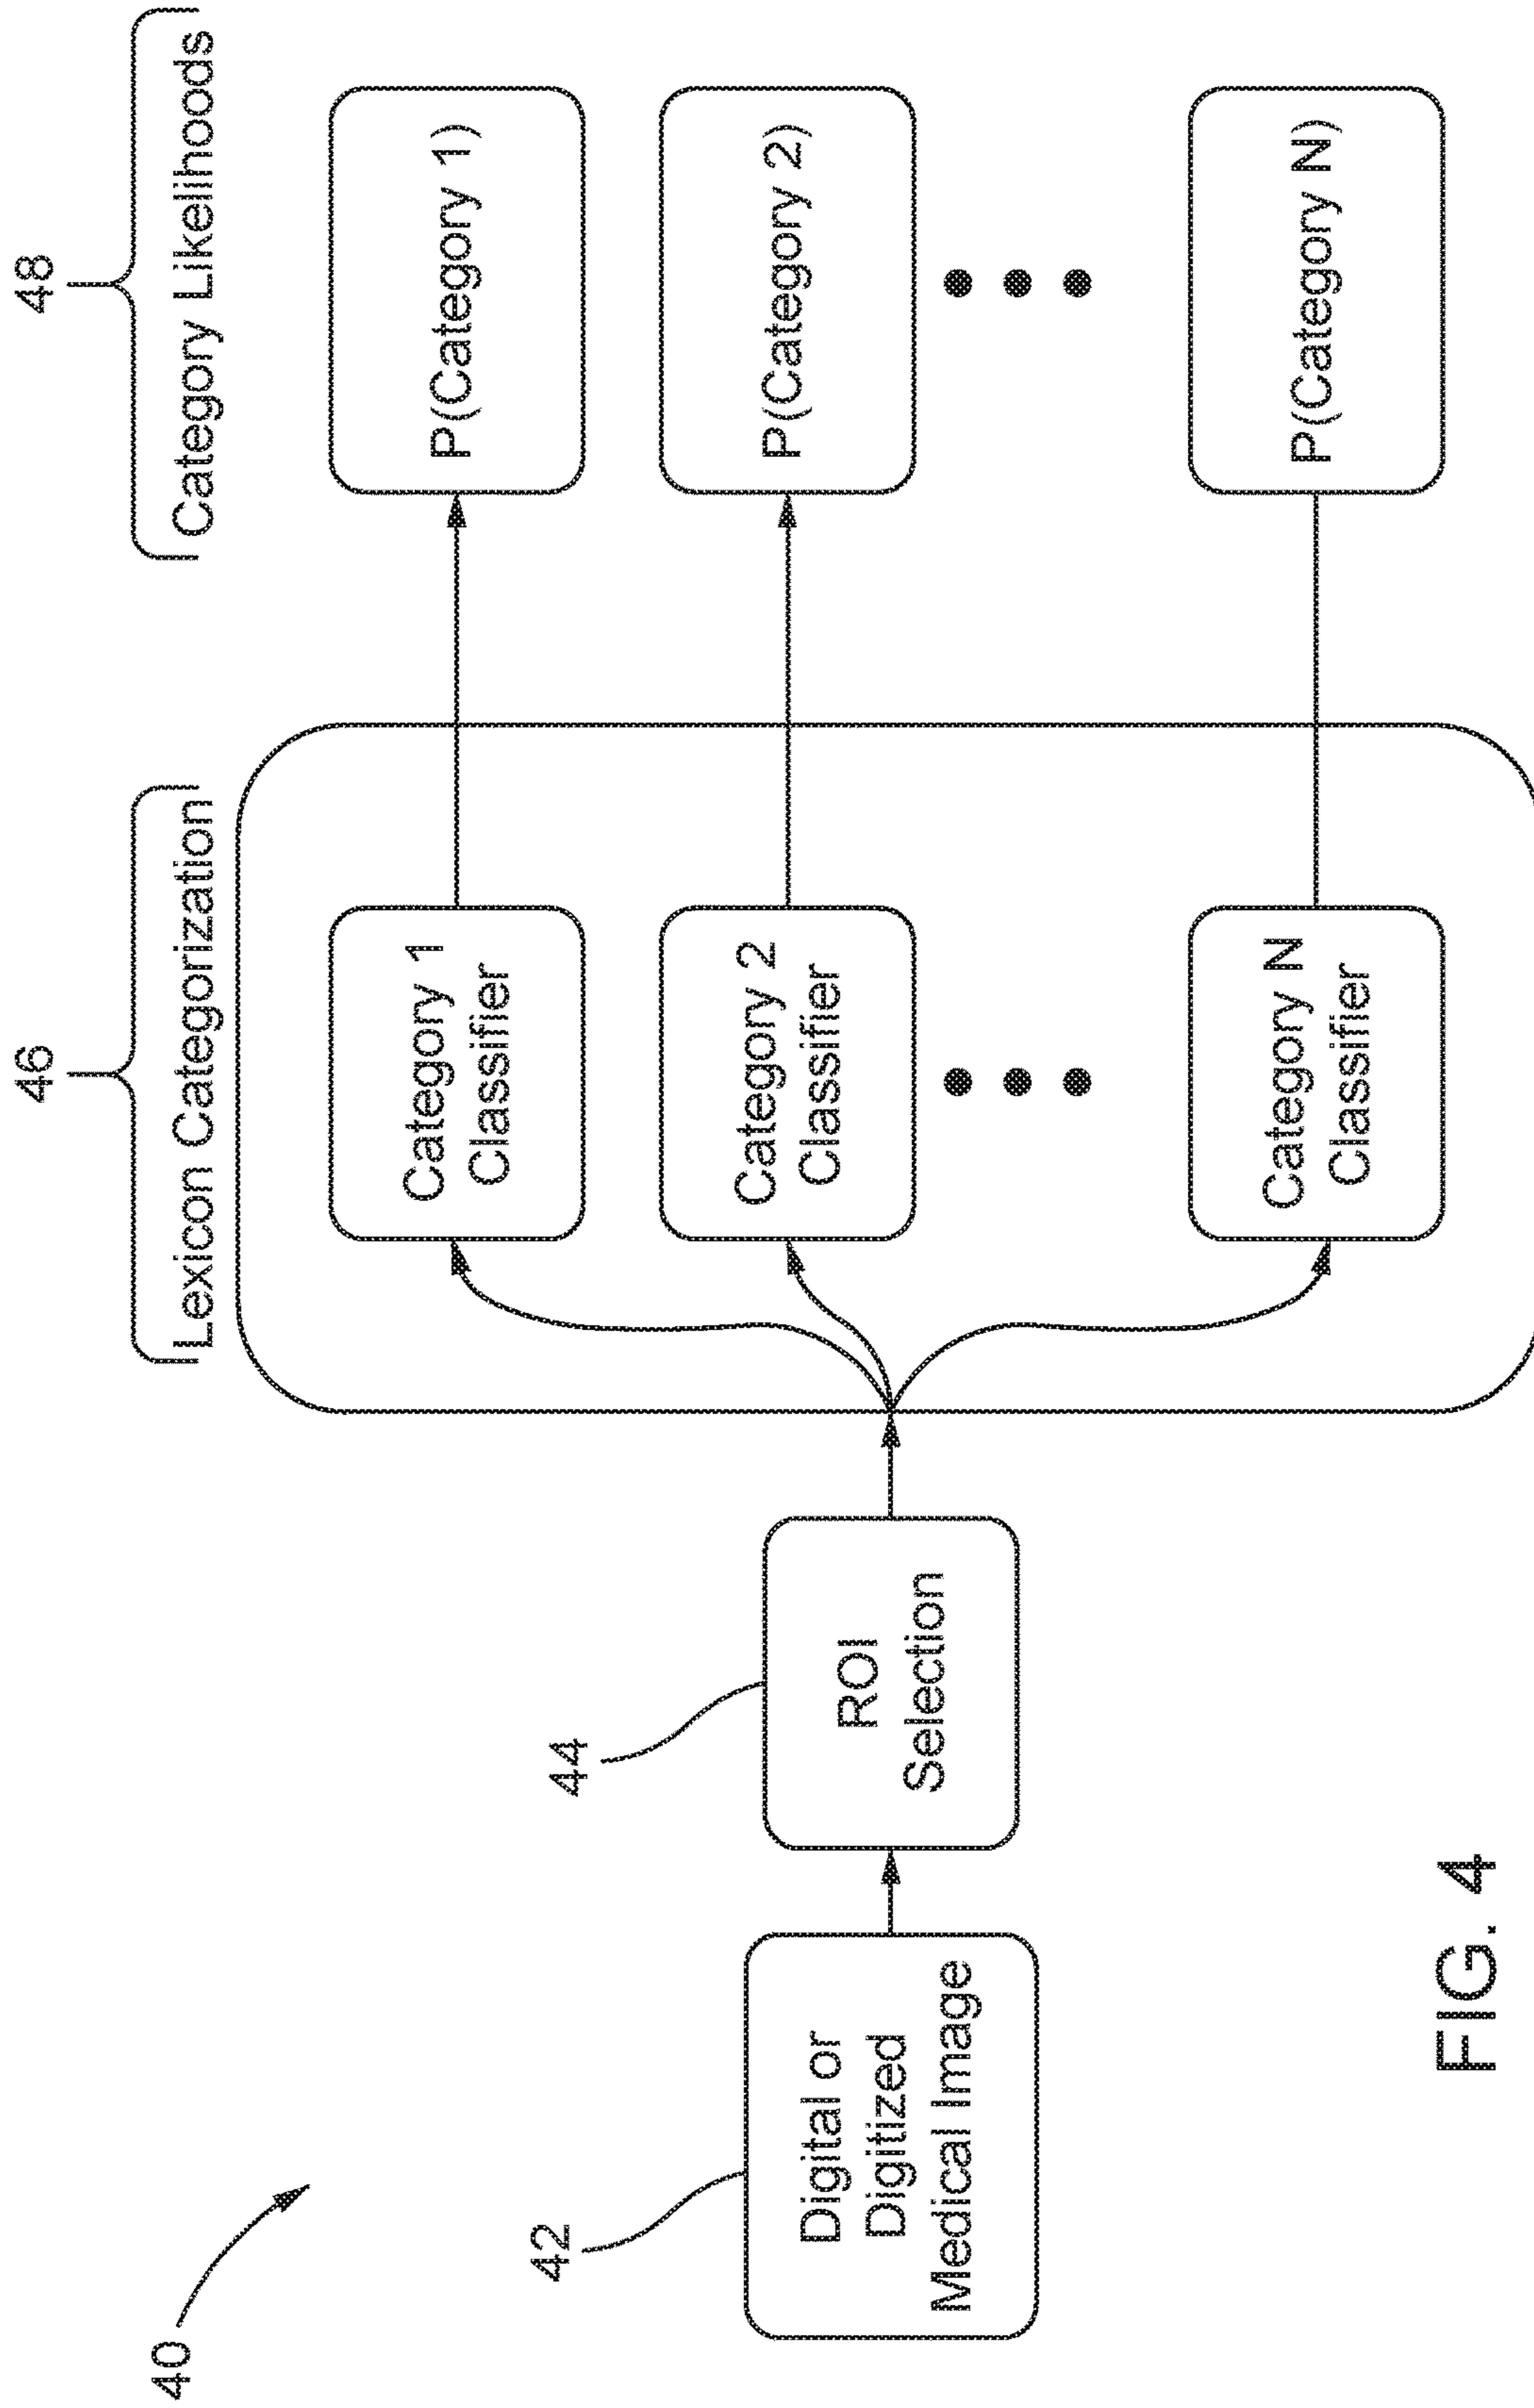 40
42
Digital or
Digitized
Medical Image
44
ROI
Selection
46
Lexicon Categorization
Category 1
Classifier
Category 2
Classifier
Category N
Classifier
48
Category Likelihoods
P(Category 1)
P(Category 2)
P(Category N)
FIG. 4